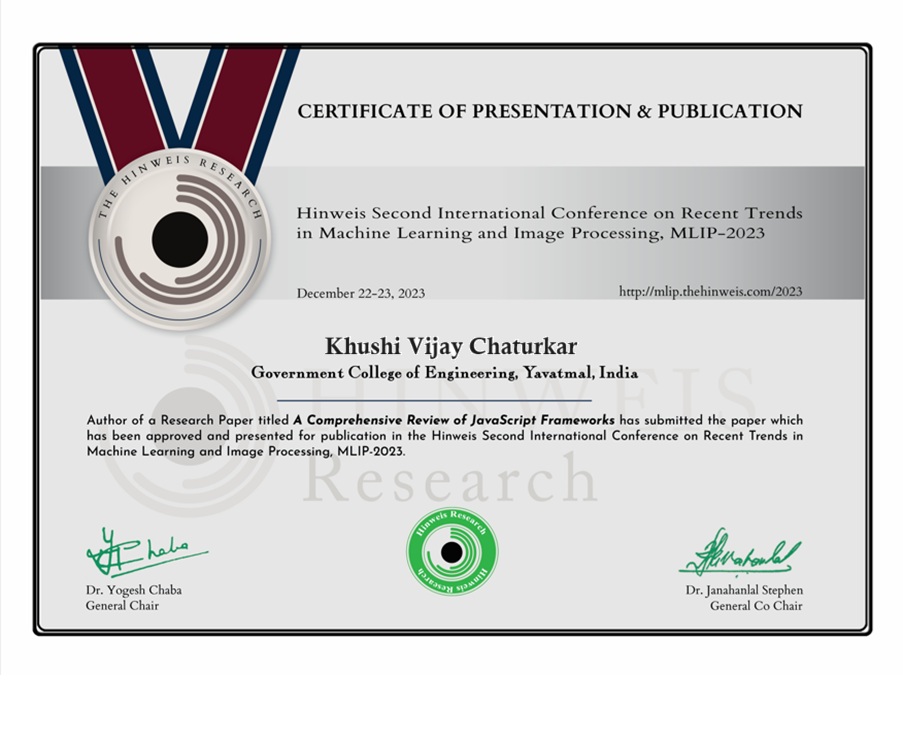 THE HINWEIS RESEARCH
CERTIFICATE OF PRESENTATION & PUBLICATION
Hinweis Second International Conference on Recent Trends
in Machine Learning and Image Processing, MLIP-2023
December 22-23, 2023
http://mlip.thehinweis.com/2023
Khushi Vijay Chaturkar
Government College of Engineering, Yavatmal, India
HINWEIS
Research
Author of a Research Paper titled A Comprehensive Review of JavaScript Frameworks has submitted the paper which
has been approved and presented for publication in the Hinweis Second International Conference on Recent Trends in
Machine Learning and Image Processing, MLIP-2023.
Hinweis Research
Hinweis Research
Dr. Yogesh Chaba
General Chair
Dr. Janahanlal Stephen
General Co Chair